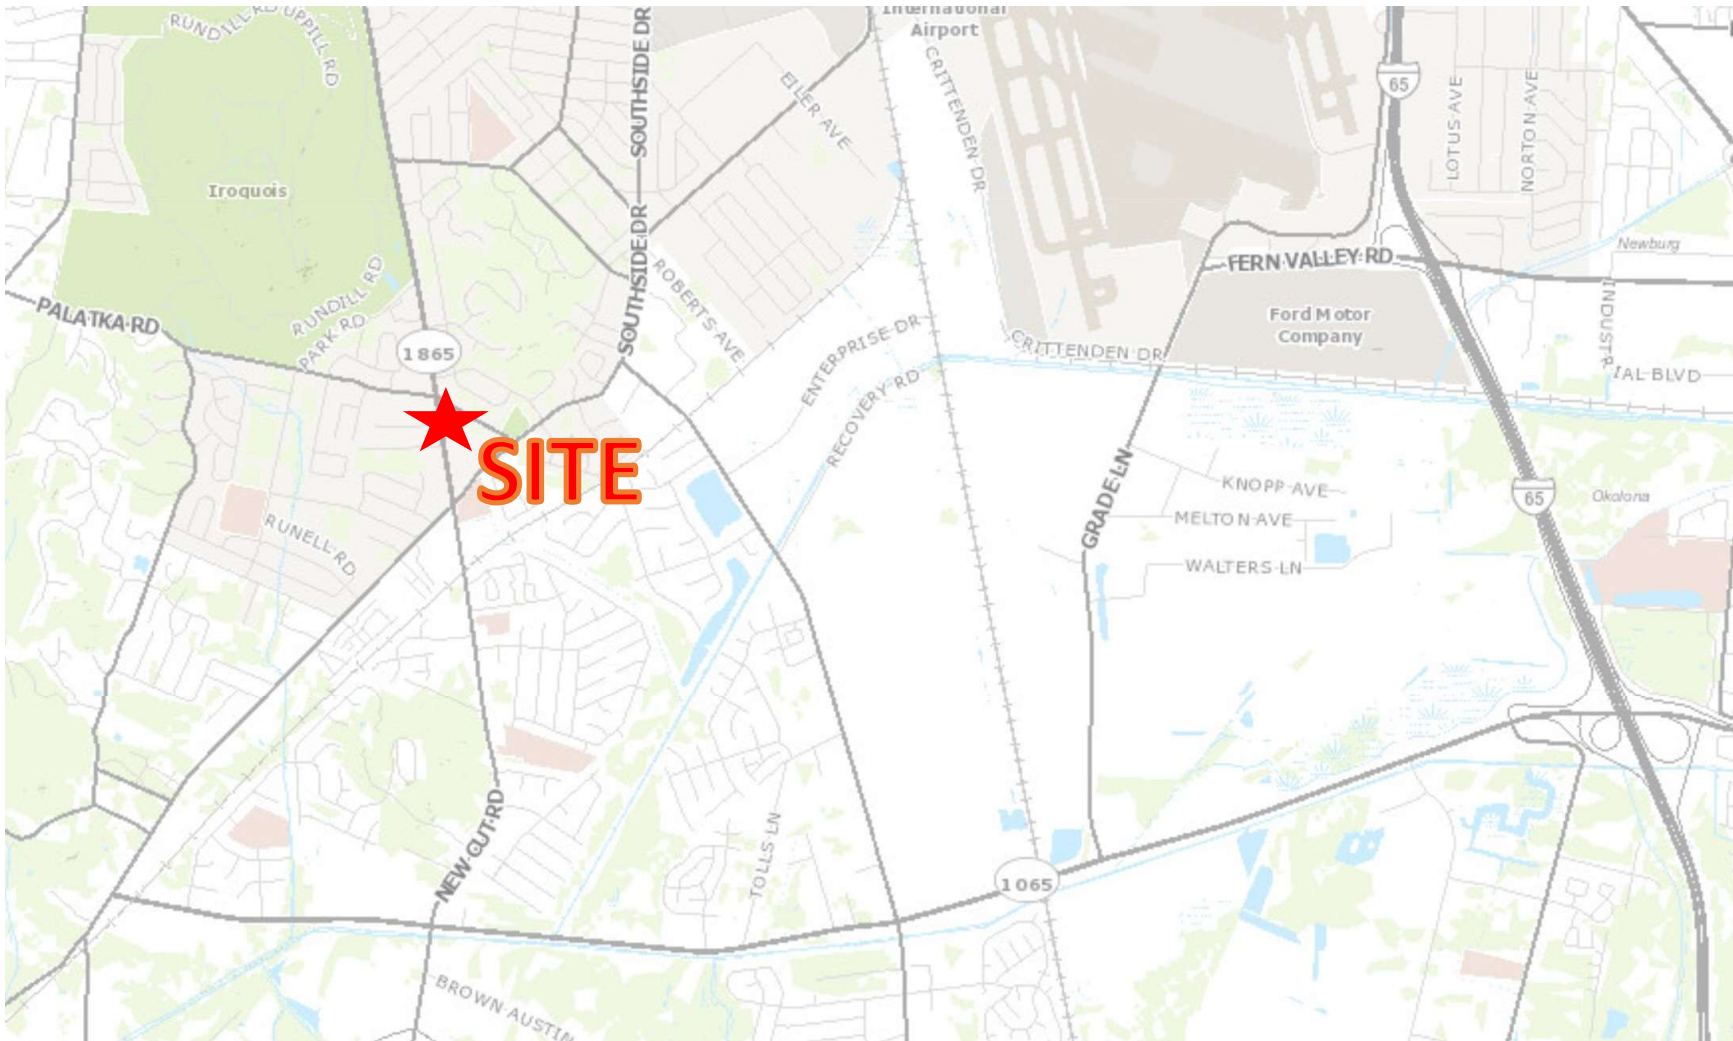 RUNDILL RD
UPPILL RD
SOUTHSIDE DR
SOUTHSIDE DR
International
Airport
EILER AVE
CRITTENDEN DR
65
LOTUS AVE
NORTON AVE
Iroquois
ROBERTS AVE
FERN VALLEY RD
Newburg
PALATKA RD
RUNDILL RD
PARK RD
1865
SOUTHSIDE DR
ENTERPRISE DR
CRITTENDEN DR
Ford Motor
Company
INDUSTRIAL BLVD
RECOVERY RD
SITE
GRADE LN
KNOPP AVE
MELTON AVE
WALTERS LN
65
Okolona
RUNELL RD
NEW CUT RD
TOLLS LN
1065
BROWN AUSTIN